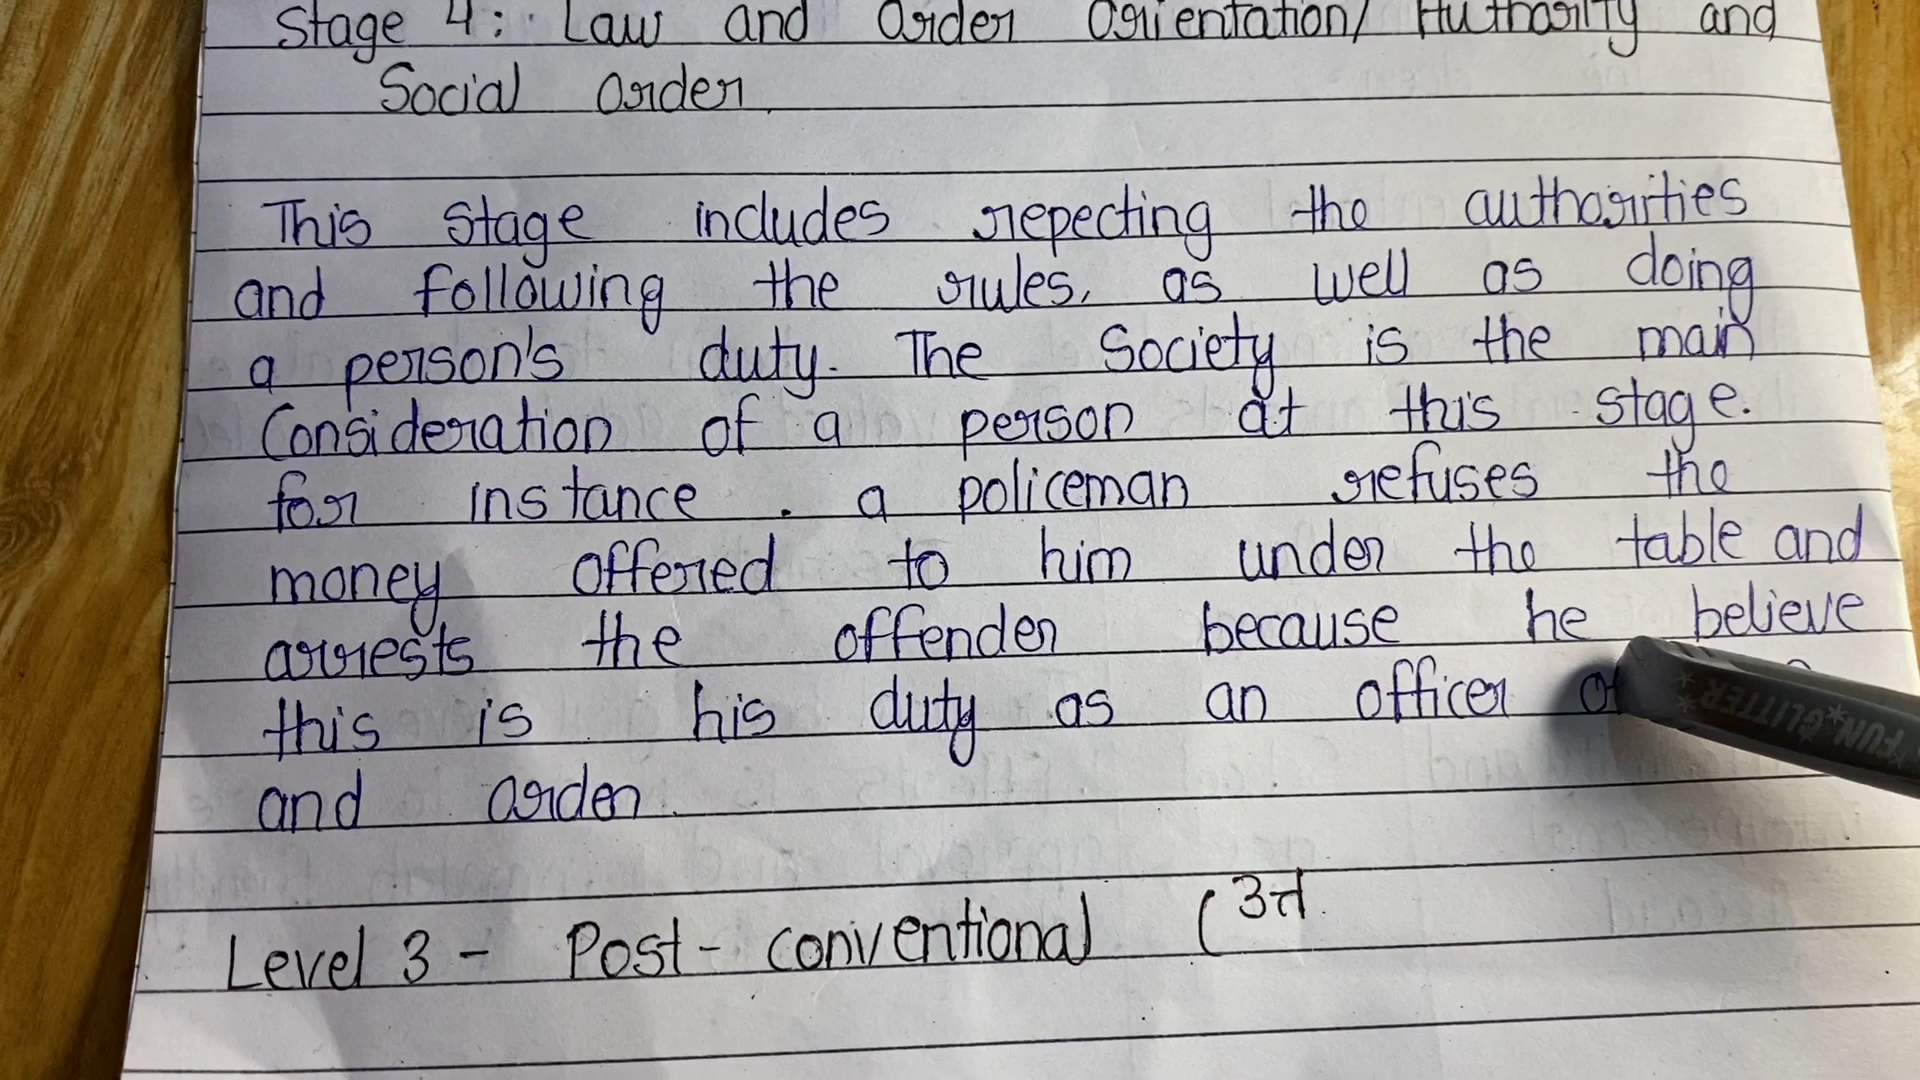 Stage 4: Law and Order Orientation/ Authority and
Social order.
This stage includes repecting the authorities
and following the rules, as well as doing
a person's duty. The Society is the main
Consideration of a person at this stage.
for instance. a policeman refuses the
money offered to him under the table and
arrests the offender because he believe
this is his duty as an officer
and order.
Level 3 - Post-conventional (3rd
FUN GLITTER